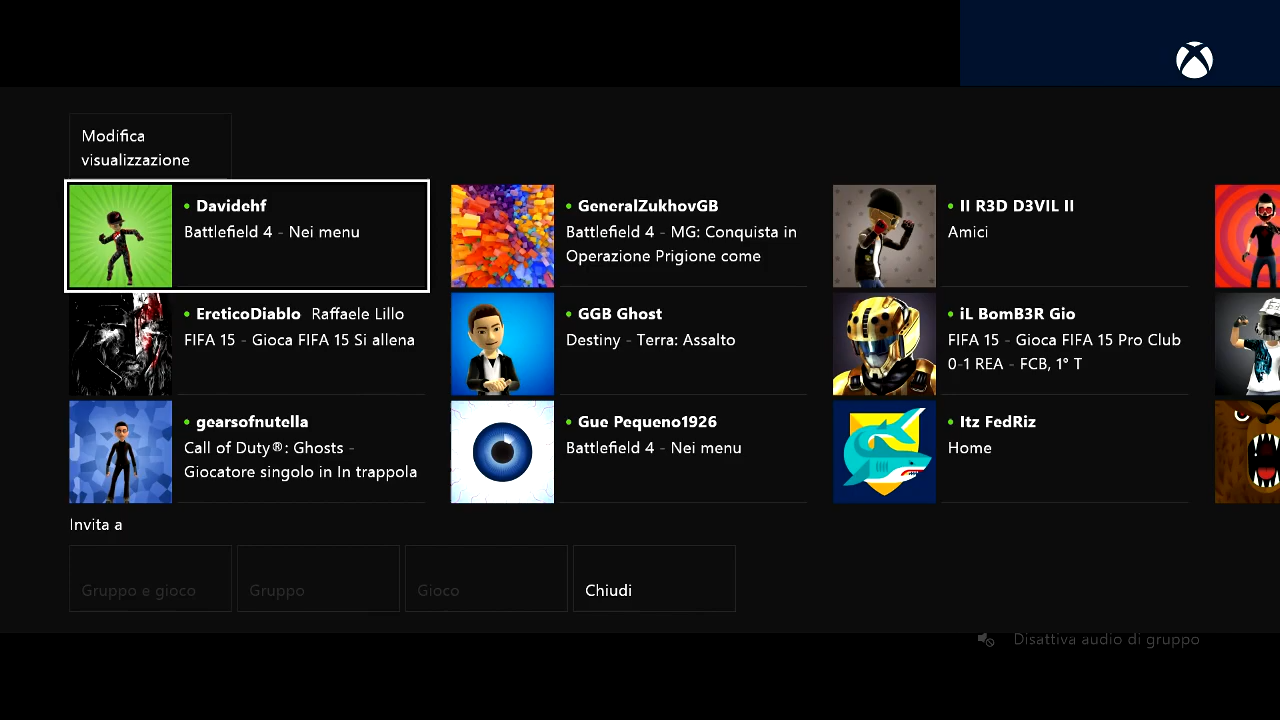 Modifica
visualizzazione
Davidehf
Battlefield 4 - Nei menu
GeneralZukhovGB
Battlefield 4 - MG: Conquista in
Operazione Prigione come
II R3D D3VIL II
Amici
EreticoDiablo Raffaele Lillo
FIFA 15 - Gioca FIFA 15 Si allena
GGB Ghost
Destiny - Terra: Assalto
iL BomB3R Gio
FIFA 15 - Gioca FIFA 15 Pro Club
0-1 REA - FCB, 1° T
gearsofnutella
Call of Duty®: Ghosts -
Giocatore singolo in In trappola
Gue Pequeno1926
Battlefield 4 - Nei menu
Itz FedRiz
Home
Invita a
Gruppo e gioco
Gruppo
Gioco
Chiudi
Disattiva audio di gruppo